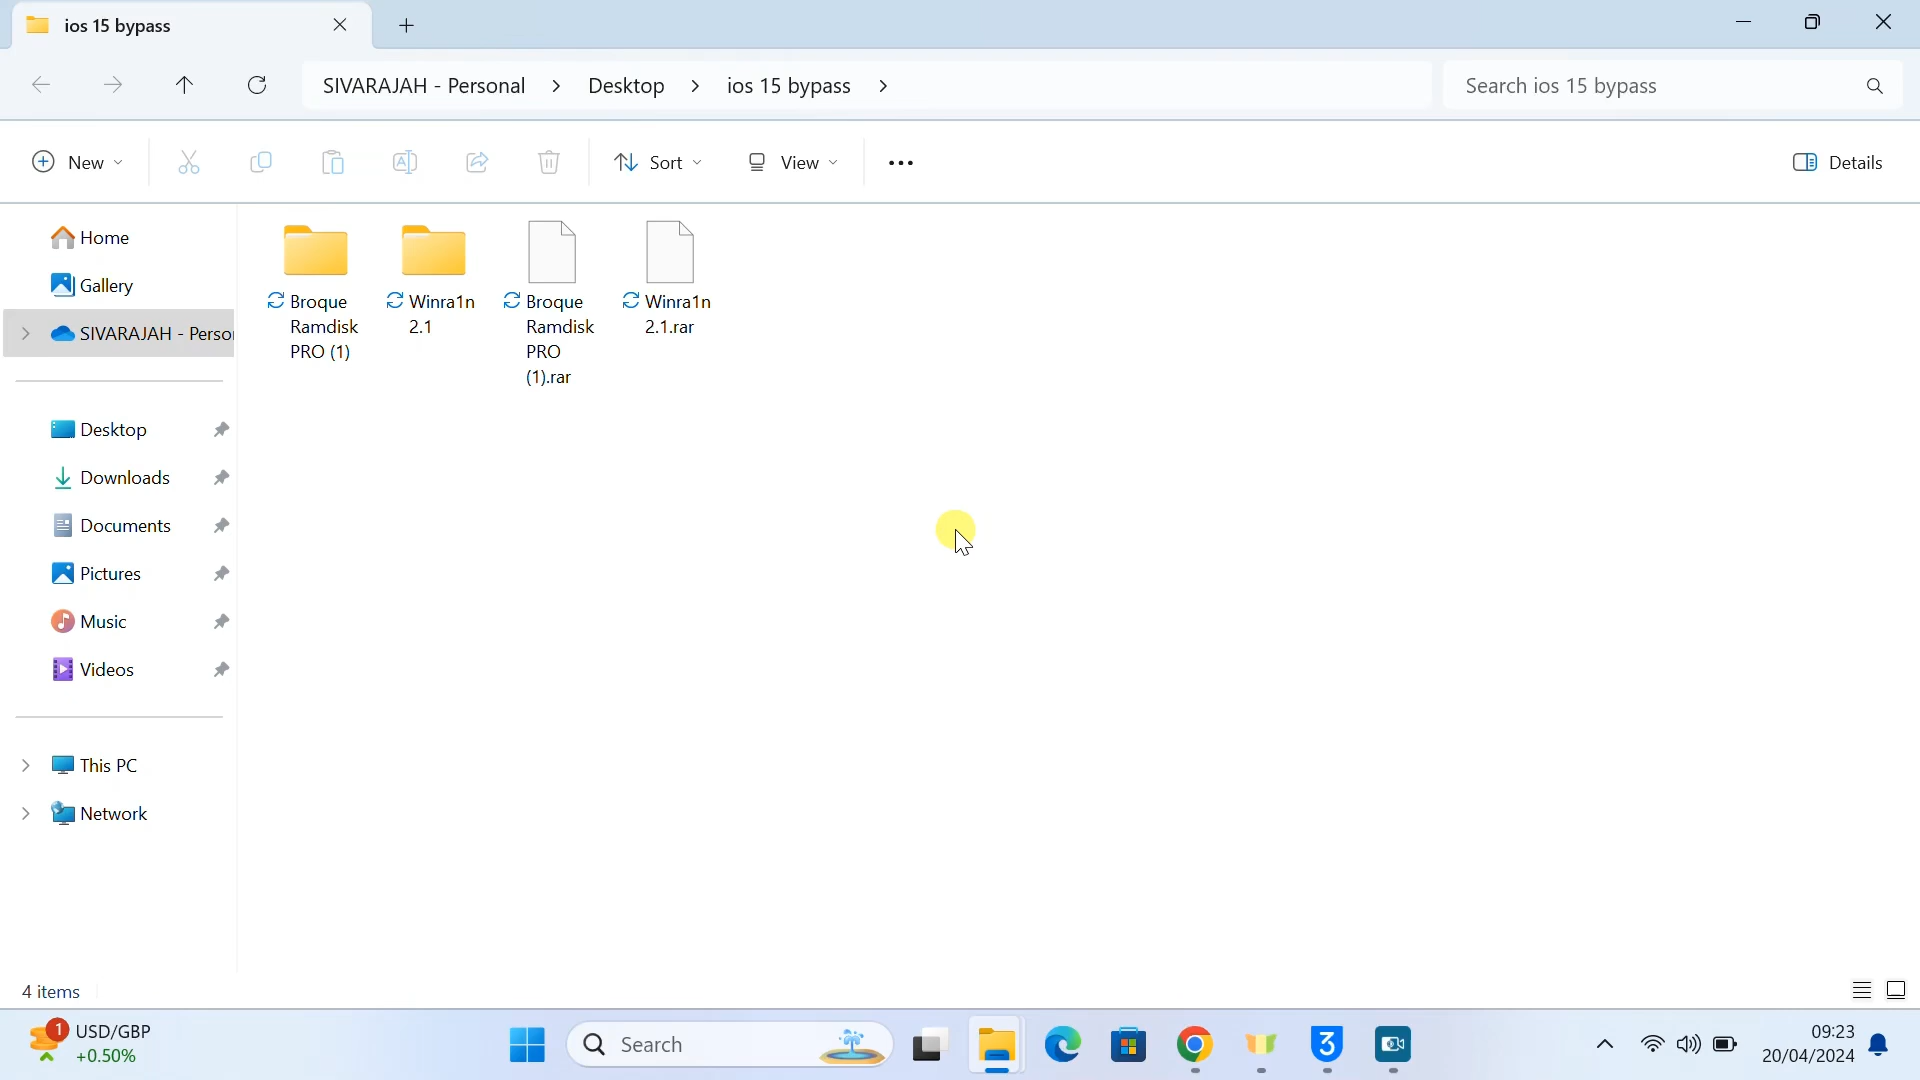 ios 15 bypass
SIVARAJAH - Personal > Desktop > ios 15 bypass >
Search ios 15 bypass
New
Sort
View
Details
Home
Gallery
SIVARAJAH - Person
Desktop
Downloads
Documents
Pictures
Music
Videos
This PC
Network
Broque
Ramdisk
PRO (1)
Winra1n
2.1
Broque
Ramdisk
PRO
(1).rar
Winra1n
2.1.rar
4 items
1
USD/GBP
+0.50%
Search
3
09:23
20/04/2024